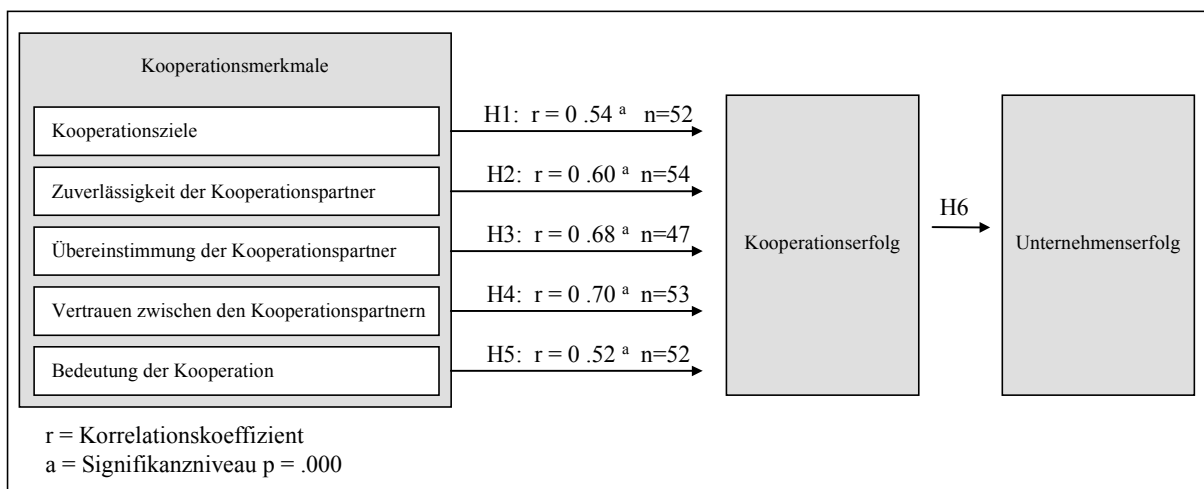 Kooperationsmerkmale
Kooperationsziele
Zuverlässigkeit der Kooperationspartner
Übereinstimmung der Kooperationspartner
Vertrauen zwischen den Kooperationspartnern
Bedeutung der Kooperation
H1: r = 0 .54 ª n=52
H2: r = 0 .60 ª n=54
H3: r = 0 .68 ª n=47
H4: r = 0 .70 ª n=53
H5: r = 0 .52 ª n=52
Kooperationserfolg
H6
Unternehmenserfolg
r = Korrelationskoeffizient
a = Signifikanzniveau p = .000